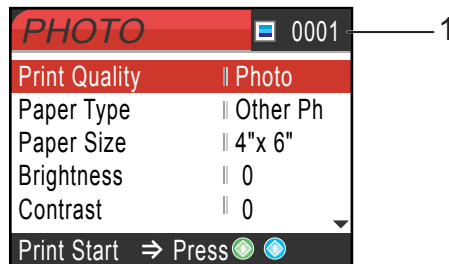 PHOTO 0001 1
Print Quality Photo
Paper Type Other Ph
Paper Size 4"x 6"
Brightness 0
Contrast 0
Print Start ⇒ Press